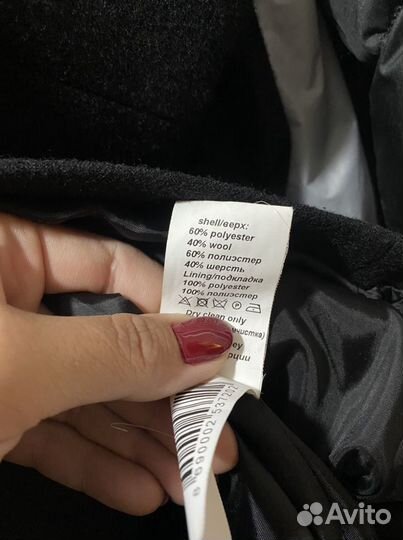 shell/верх:
60% polyester
40% wool
60% полиэстер
40% шерсть
Lining/подкладка
100% polyester
100% полиэстер
Dry clean only
Avito